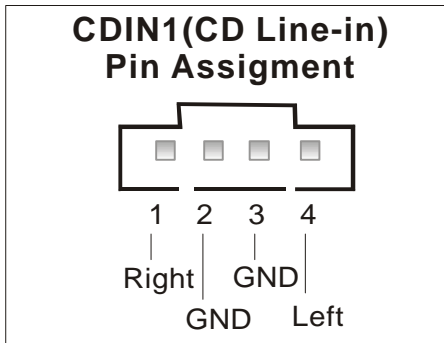 CDIN1(CD Line-in)
Pin Assigment
1 2 3 4
Right GND
GND Left